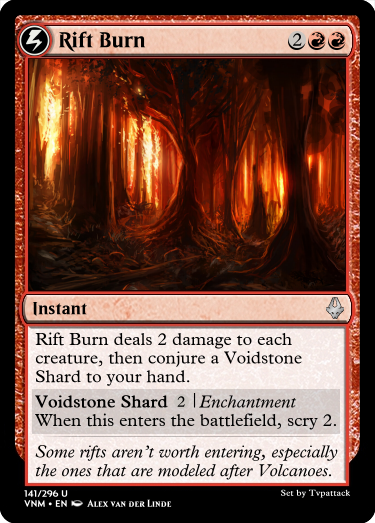 Rift Burn 2
Instant
Rift Burn deals 2 damage to each
creature, then conjure a Voidstone
Shard to your hand.
Voidstone Shard 2 | Enchantment
When this enters the battlefield, scry 2.
Some rifts aren't worth entering, especially
the ones that are modeled after Volcanoes.
141/296 U
Set by Tvpattack
VNM • EN Alex van der Linde